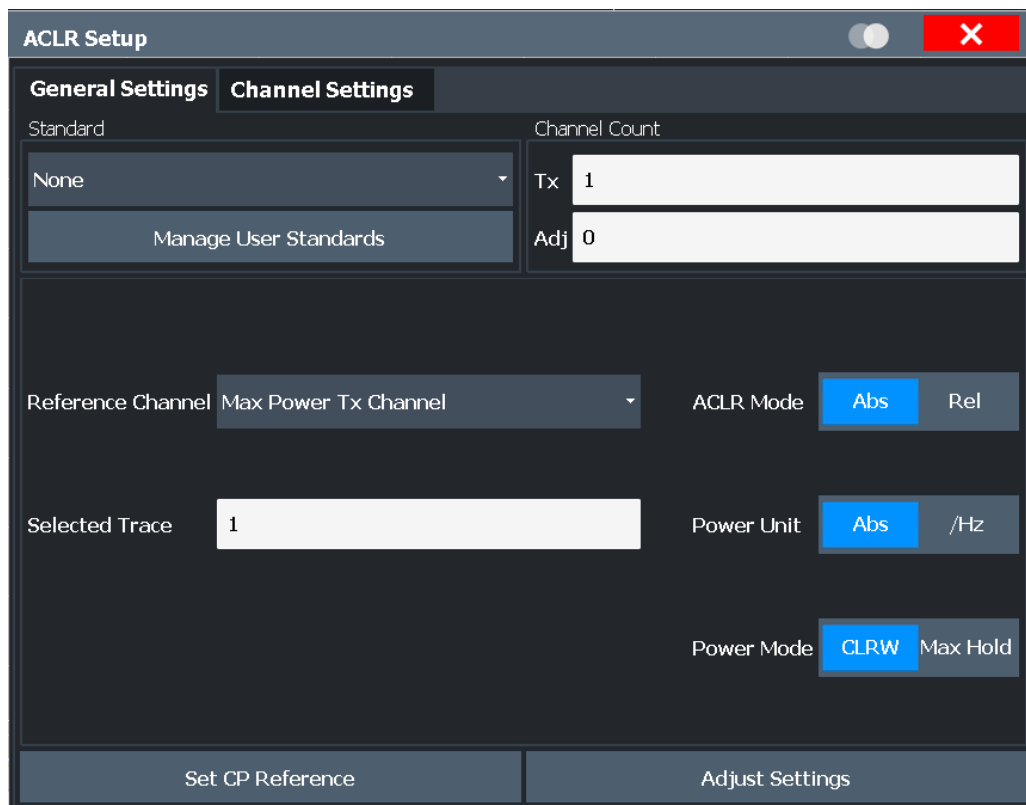 ACLR Setup
General Settings Channel Settings
Standard
Channel Count
None
Tx 1
Manage User Standards
Adj 0
Reference Channel Max Power Tx Channel
ACLR Mode Abs Rel
Selected Trace 1
Power Unit Abs /Hz
Power Mode CLRW Max Hold
Set CP Reference
Adjust Settings